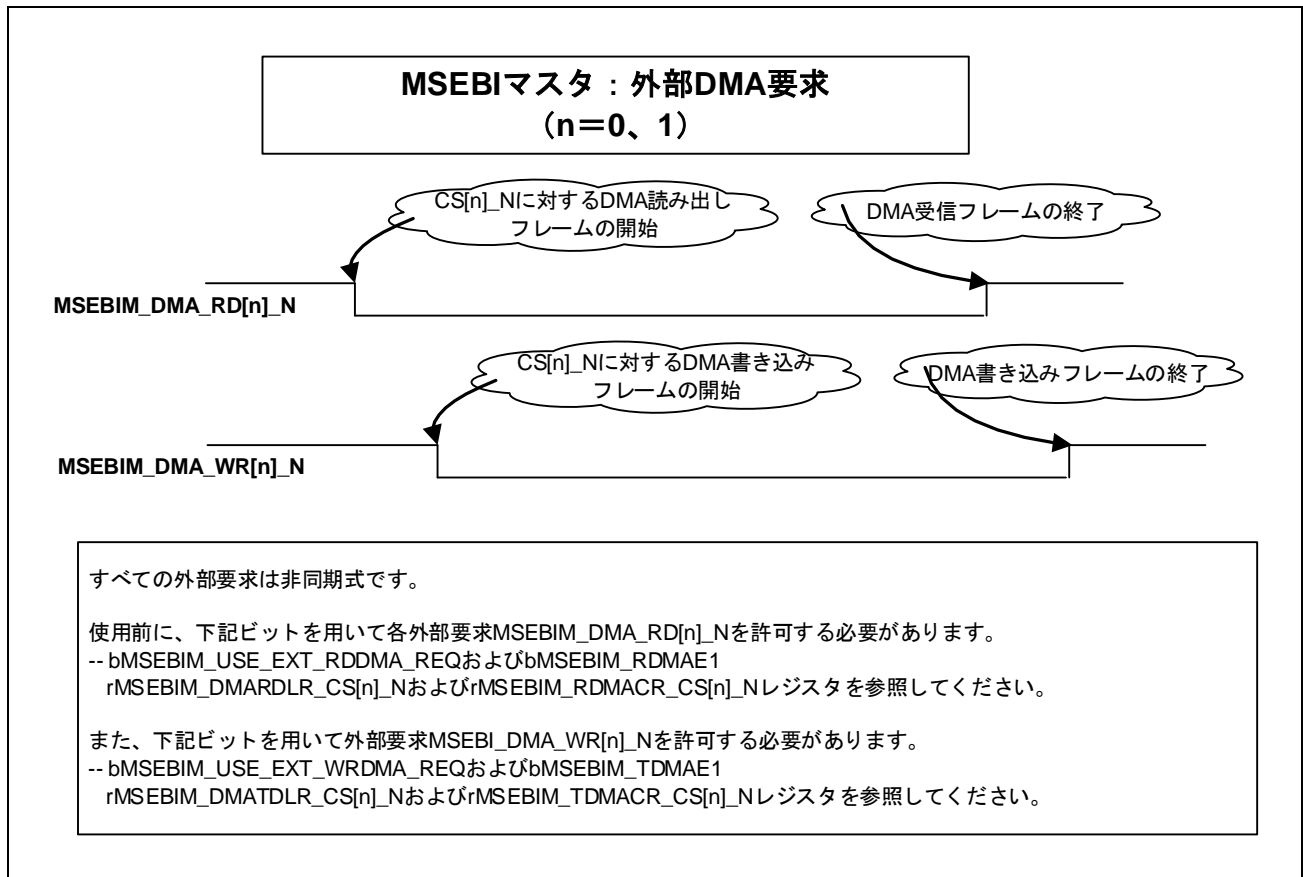 MSEBIマスタ：外部DMA要求
（n＝0、1）
CS[n]_Nに対するDMA読み出し
フレームの開始
DMA受信フレームの終了
MSEBIM_DMA_RD[n]_N
CS[n]_Nに対するDMA書き込み
フレームの開始
DMA書き込みフレームの終了
MSEBIM_DMA_WR[n]_N
すべての外部要求は非同期式です。
使用前に、下記ビットを用いて各外部要求MSEBIM_DMA_RD[n]_Nを許可する必要があります。
-- bMSEBIM_USE_EXT_RDDMA_REQおよびbMSEBIM_RDMAE1
rMSEBIM_DMARDLR_CS[n]_NおよびrMSEBIM_RDMACR_CS[n]_Nレジスタを参照してください。
また、下記ビットを用いて外部要求MSEBI_DMA_WR[n]_Nを許可する必要があります。
-- bMSEBIM_USE_EXT_WRDMA_REQおよびbMSEBIM_TDMAE1
rMSEBIM_DMATDLR_CS[n]_NおよびrMSEBIM_TDMACR_CS[n]_Nレジスタを参照してください。